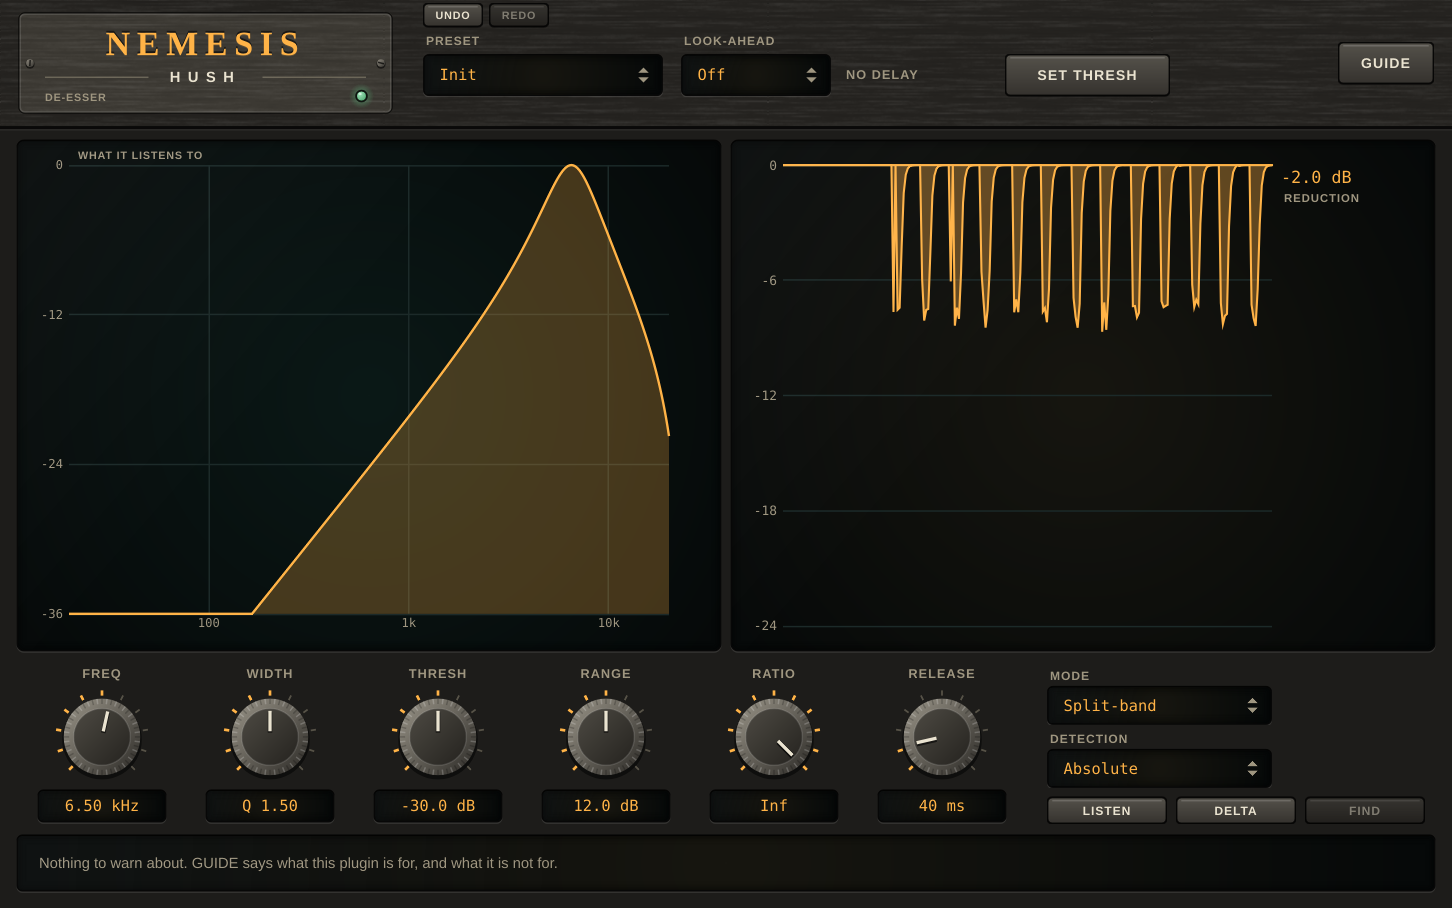 UNDO REDO
NEMESIS
HUSH
DE-ESSER
PRESET LOOK-AHEAD
Init Off NO DELAY SET THRESH GUIDE
WHAT IT LISTENS TO
0
-12
-24
-36
100 1k 10k
0
-6
-12
-18
-24
-2.0 dB
REDUCTION
FREQ WIDTH THRESH RANGE RATIO RELEASE
6.50 kHz Q 1.50 -30.0 dB 12.0 dB Inf 40 ms
MODE
Split-band
DETECTION
Absolute
LISTEN DELTA FIND
Nothing to warn about. GUIDE says what this plugin is for, and what it is not for.